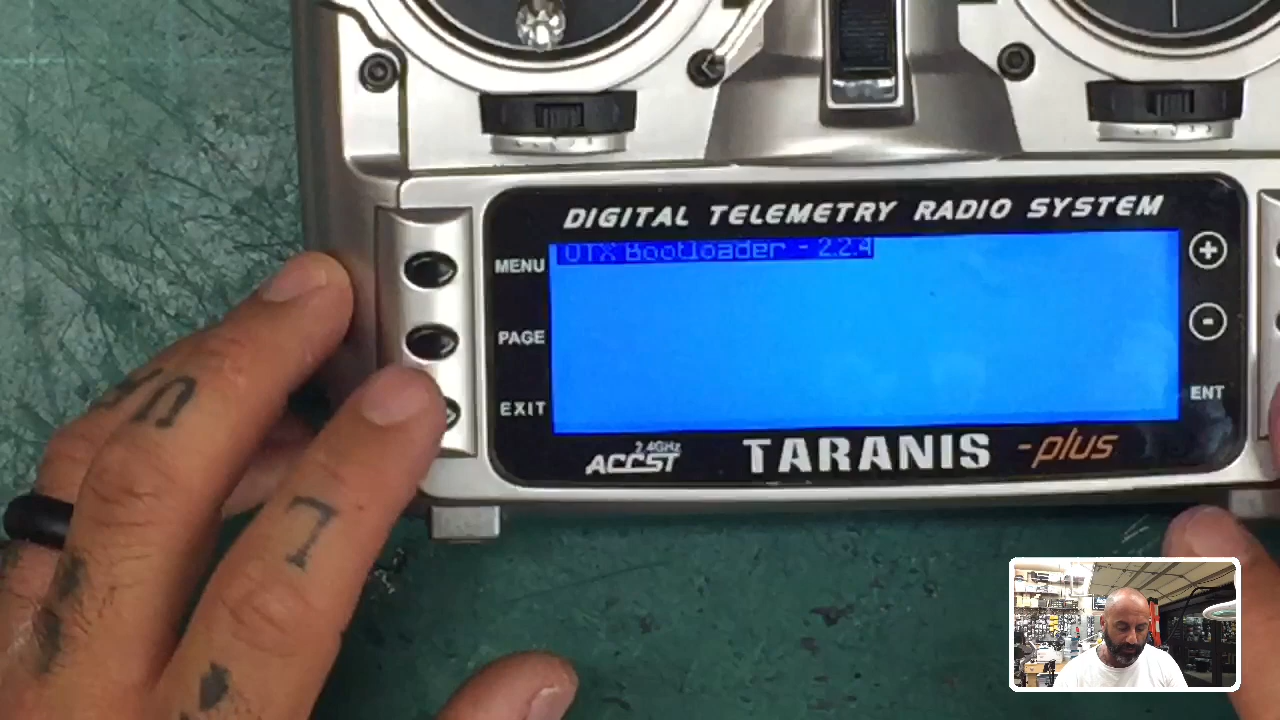 DIGITAL TELEMETRY RADIO SYSTEM
OTX Bootloader - 2.2.4
MENU
PAGE
EXIT
+
-
ENT
2.4GHz
ACCST
TARANIS -plus
L